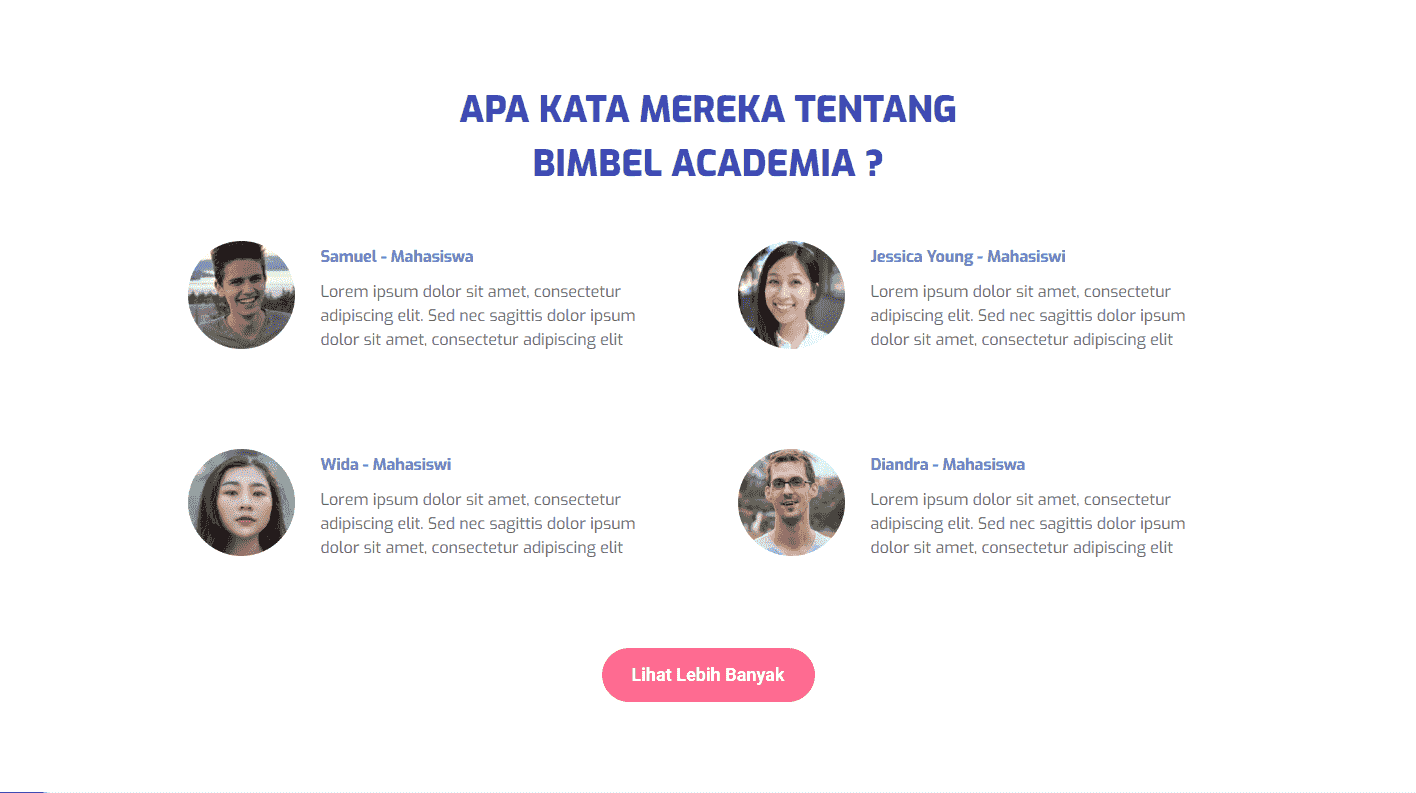 APA KATA MEREKA TENTANG
BIMBEL ACADEMIA ?
Samuel - Mahasiswa
Lorem ipsum dolor sit amet, consectetur
adipiscing elit. Sed nec sagittis dolor ipsum
dolor sit amet, consectetur adipiscing elit
Jessica Young - Mahasiswi
Lorem ipsum dolor sit amet, consectetur
adipiscing elit. Sed nec sagittis dolor ipsum
dolor sit amet, consectetur adipiscing elit
Wida - Mahasiswi
Lorem ipsum dolor sit amet, consectetur
adipiscing elit. Sed nec sagittis dolor ipsum
dolor sit amet, consectetur adipiscing elit
Diandra - Mahasiswa
Lorem ipsum dolor sit amet, consectetur
adipiscing elit. Sed nec sagittis dolor ipsum
dolor sit amet, consectetur adipiscing elit
Lihat Lebih Banyak